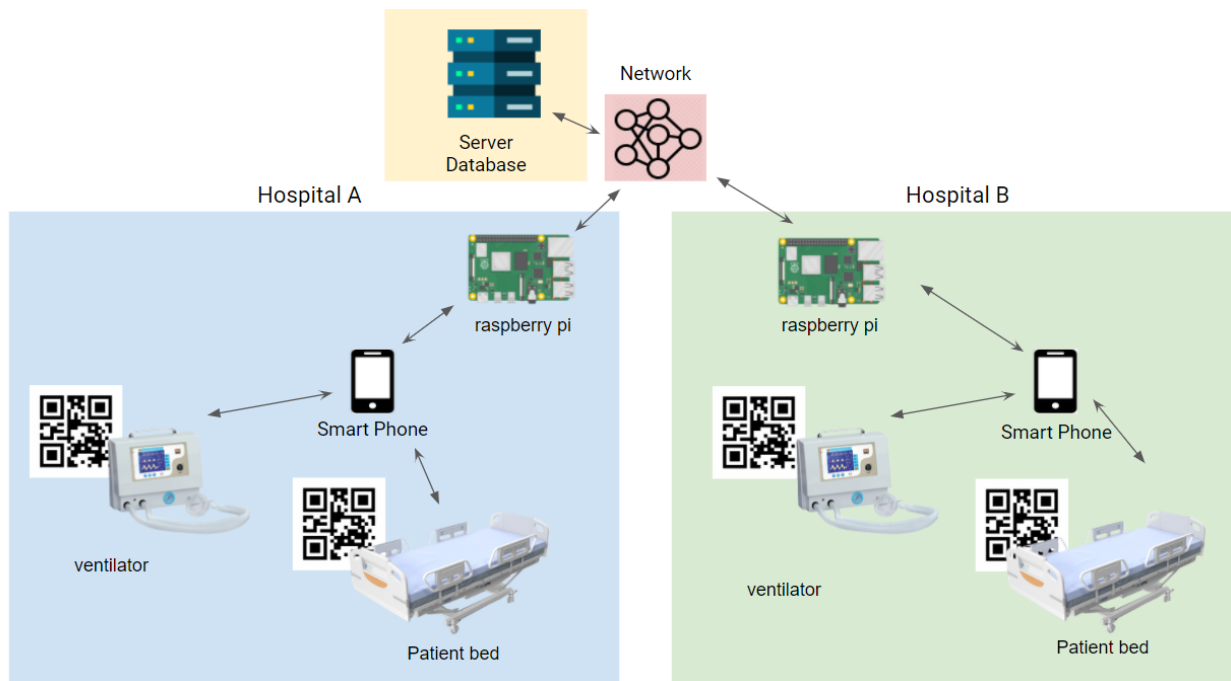 Network
Server
Database
Hospital A
Hospital B
raspberry pi
raspberry pi
Smart Phone
Smart Phone
ventilator
ventilator
Patient bed
Patient bed